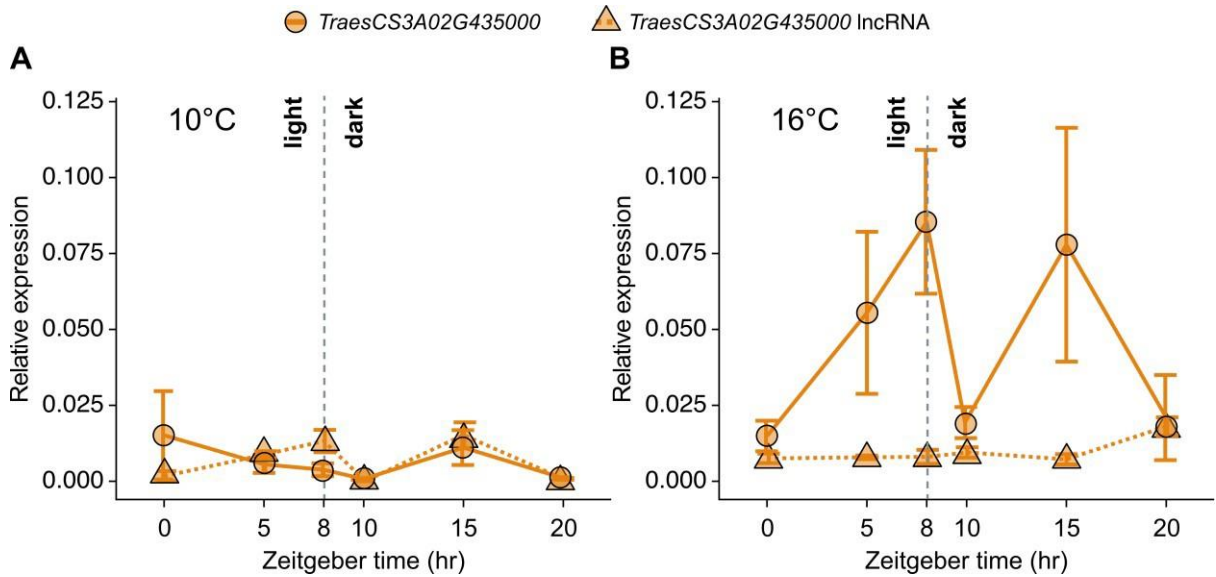 TraesCS3A02G435000 TraesCS3A02G435000 lncRNA
A
10°C
light
dark
Relative expression
0.125
0.100
0.075
0.050
0.025
0.000
0 5 8 10 15 20
Zeitgeber time (hr)
B
16°C
light
dark
Relative expression
0.125
0.100
0.075
0.050
0.025
0.000
0 5 8 10 15 20
Zeitgeber time (hr)